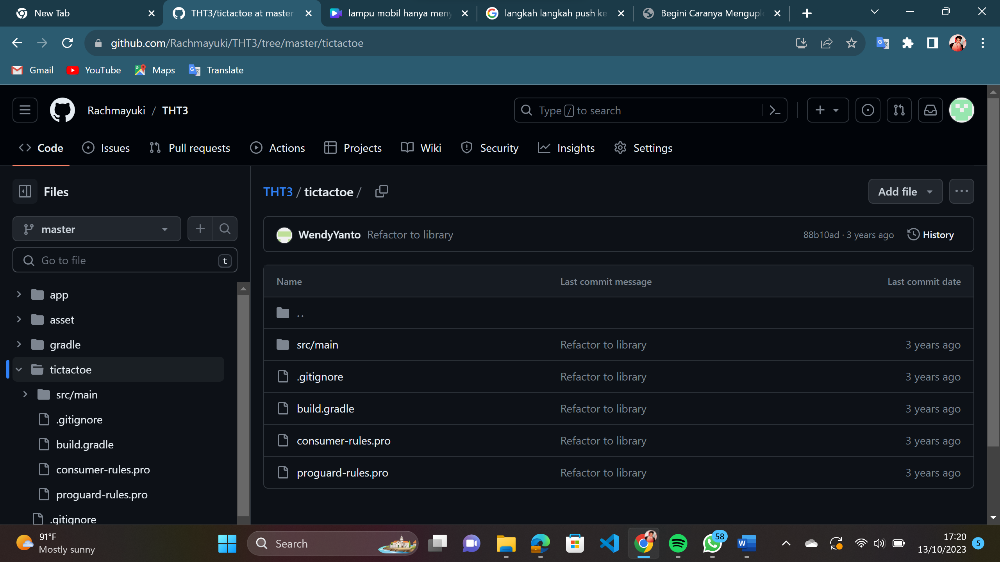 New Tab
THT3/tictactoe at master
lampu mobil hanya meny
langkah langkah push ke
Begini Caranya Menguplo
github.com/Rachmayuki/THT3/tree/master/tictactoe
Gmail
YouTube
Maps
Translate
Rachmayuki / THT3
Type / to search
Code
Issues
Pull requests
Actions
Projects
Wiki
Security
Insights
Settings
Files
master
Go to file
t
app
asset
gradle
tictactoe
src/main
.gitignore
build.gradle
consumer-rules.pro
proguard-rules.pro
.gitignore
THT3 / tictactoe /
Add file
WendyYanto Refactor to library
88b10ad · 3 years ago
History
Name Last commit message Last commit date
..
src/main Refactor to library 3 years ago
.gitignore Refactor to library 3 years ago
build.gradle Refactor to library 3 years ago
consumer-rules.pro Refactor to library 3 years ago
proguard-rules.pro Refactor to library 3 years ago
91°F
Mostly sunny
Search
58
17:20
13/10/2023
5